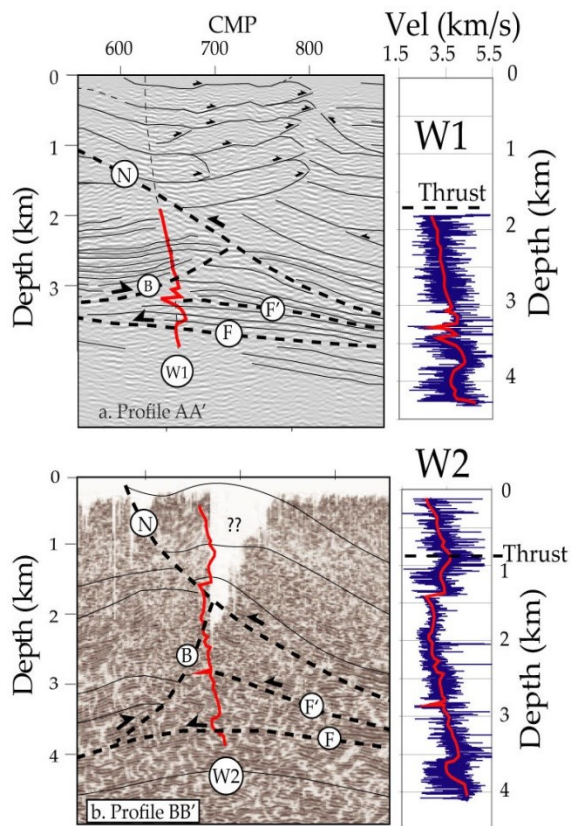 CMP
600 700 800
Vel (km/s)
1.5 3.5 5.5
0
1
2
3
Depth (km)
N
B
F'
F
W1
a. Profile AA'
W1
Thrust
0
1
2
3
4
Depth (km)
0
1
2
3
4
Depth (km)
N
??
B
F'
F
W2
b. Profile BB'
W2
Thrust
0
1
2
3
4
Depth (km)